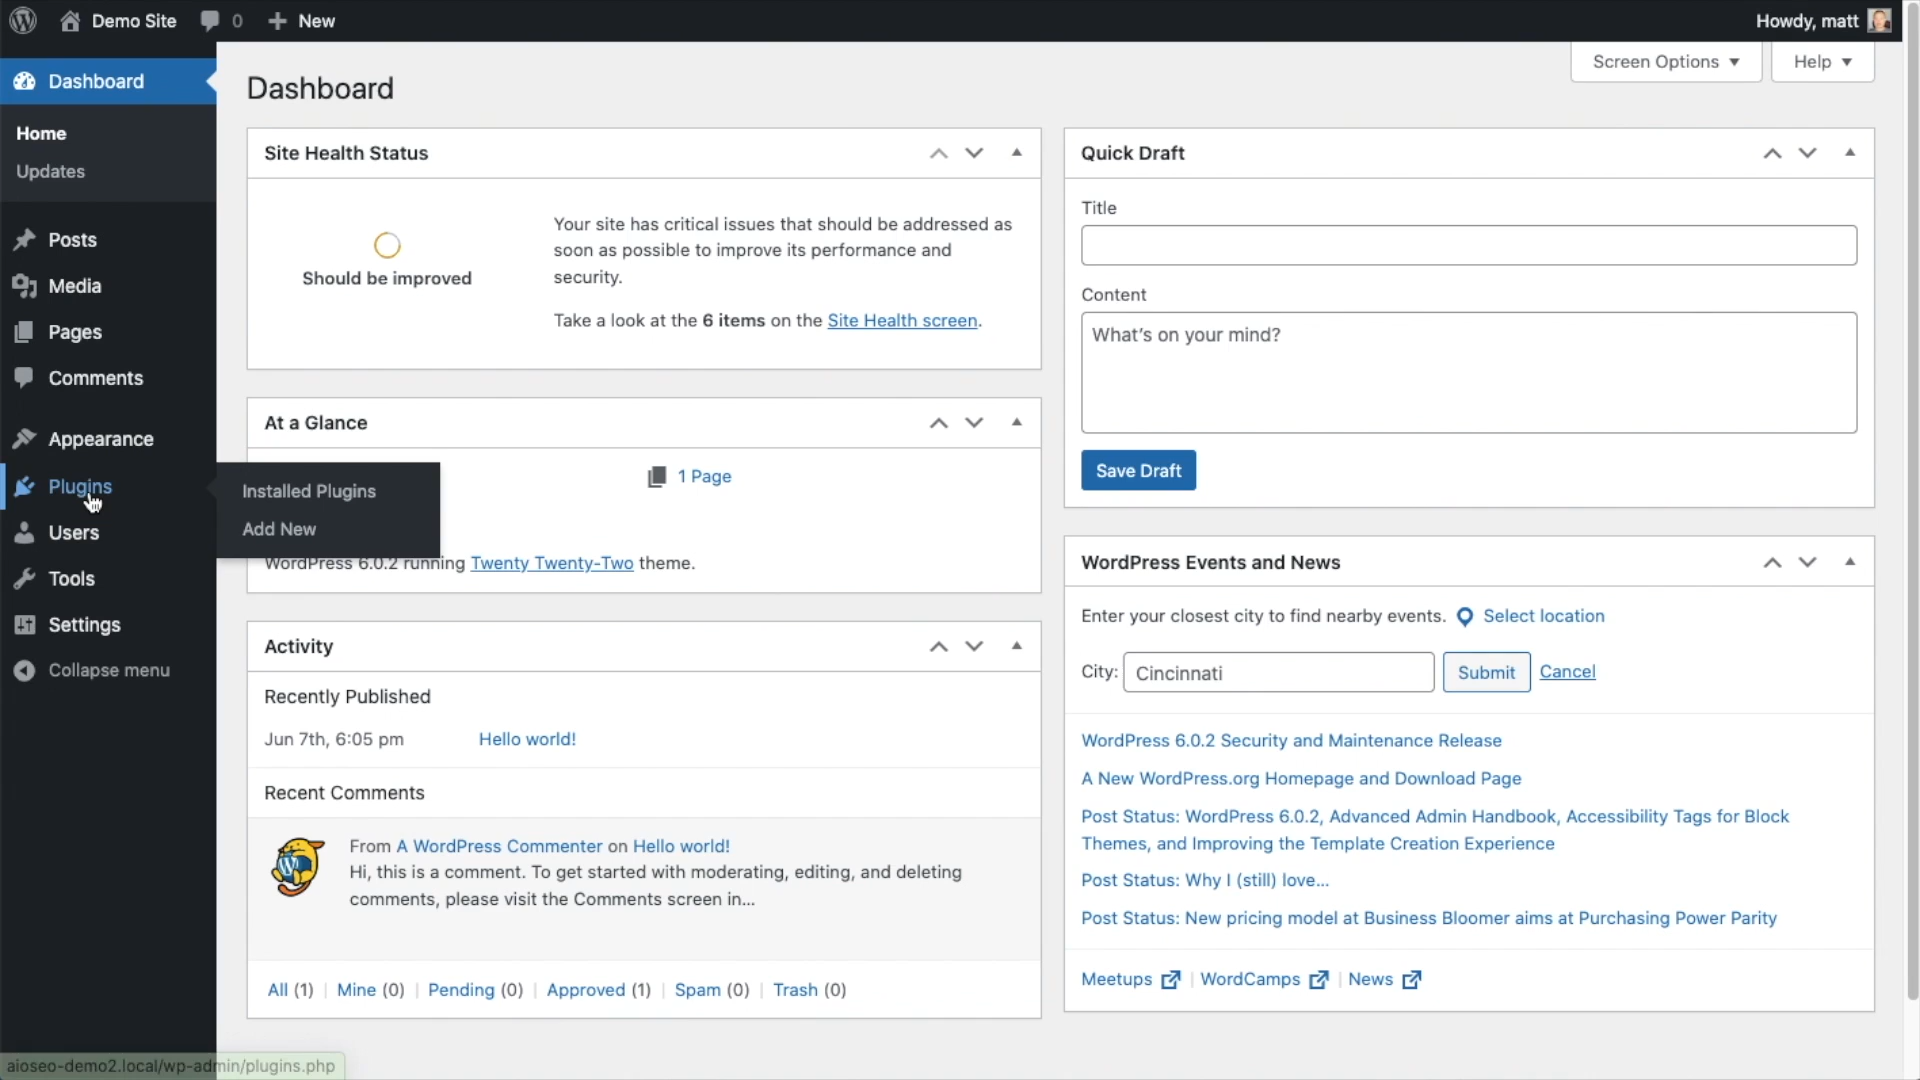 Demo Site 0 New Howdy, matt
Screen Options Help
Dashboard
Home
Updates
Posts
Media
Pages
Comments
Appearance
Plugins
Users
Tools
Settings
Collapse menu
Installed Plugins
Add New
Dashboard
Site Health Status
Should be improved
Your site has critical issues that should be addressed as
soon as possible to improve its performance and
security.
Take a look at the 6 items on the Site Health screen.
At a Glance
1 Page
WordPress 6.0.2 running Twenty Twenty-Two theme.
Activity
Recently Published
Jun 7th, 6:05 pm Hello world!
Recent Comments
From A WordPress Commenter on Hello world!
Hi, this is a comment. To get started with moderating, editing, and deleting
comments, please visit the Comments screen in...
All (1) | Mine (0) | Pending (0) | Approved (1) | Spam (0) | Trash (0)
Quick Draft
Title
Content
What's on your mind?
Save Draft
WordPress Events and News
Enter your closest city to find nearby events. Select location
City: Cincinnati Submit Cancel
WordPress 6.0.2 Security and Maintenance Release
A New WordPress.org Homepage and Download Page
Post Status: WordPress 6.0.2, Advanced Admin Handbook, Accessibility Tags for Block
Themes, and Improving the Template Creation Experience
Post Status: Why I (still) love...
Post Status: New pricing model at Business Bloomer aims at Purchasing Power Parity
Meetups | WordCamps | News
aioseo-demo2.local/wp-admin/plugins.php